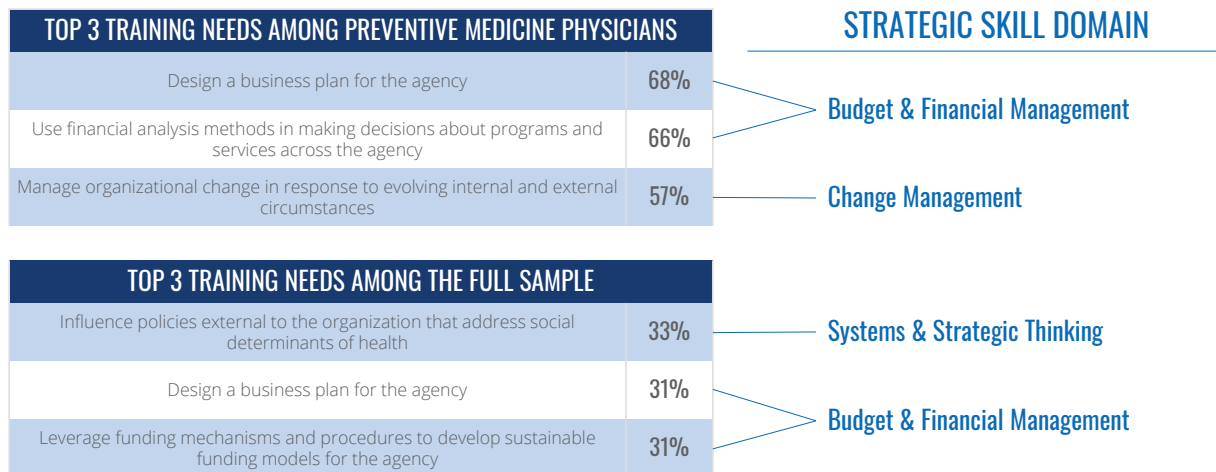 TOP 3 TRAINING NEEDS AMONG PREVENTIVE MEDICINE PHYSICIANS
STRATEGIC SKILL DOMAIN
Design a business plan for the agency
68%
Budget & Financial Management
Use financial analysis methods in making decisions about programs and
services across the agency
66%
Manage organizational change in response to evolving internal and external
circumstances
57%
Change Management
TOP 3 TRAINING NEEDS AMONG THE FULL SAMPLE
Influence policies external to the organization that address social
determinants of health
33%
Systems & Strategic Thinking
Design a business plan for the agency
31%
Budget & Financial Management
Leverage funding mechanisms and procedures to develop sustainable
funding models for the agency
31%